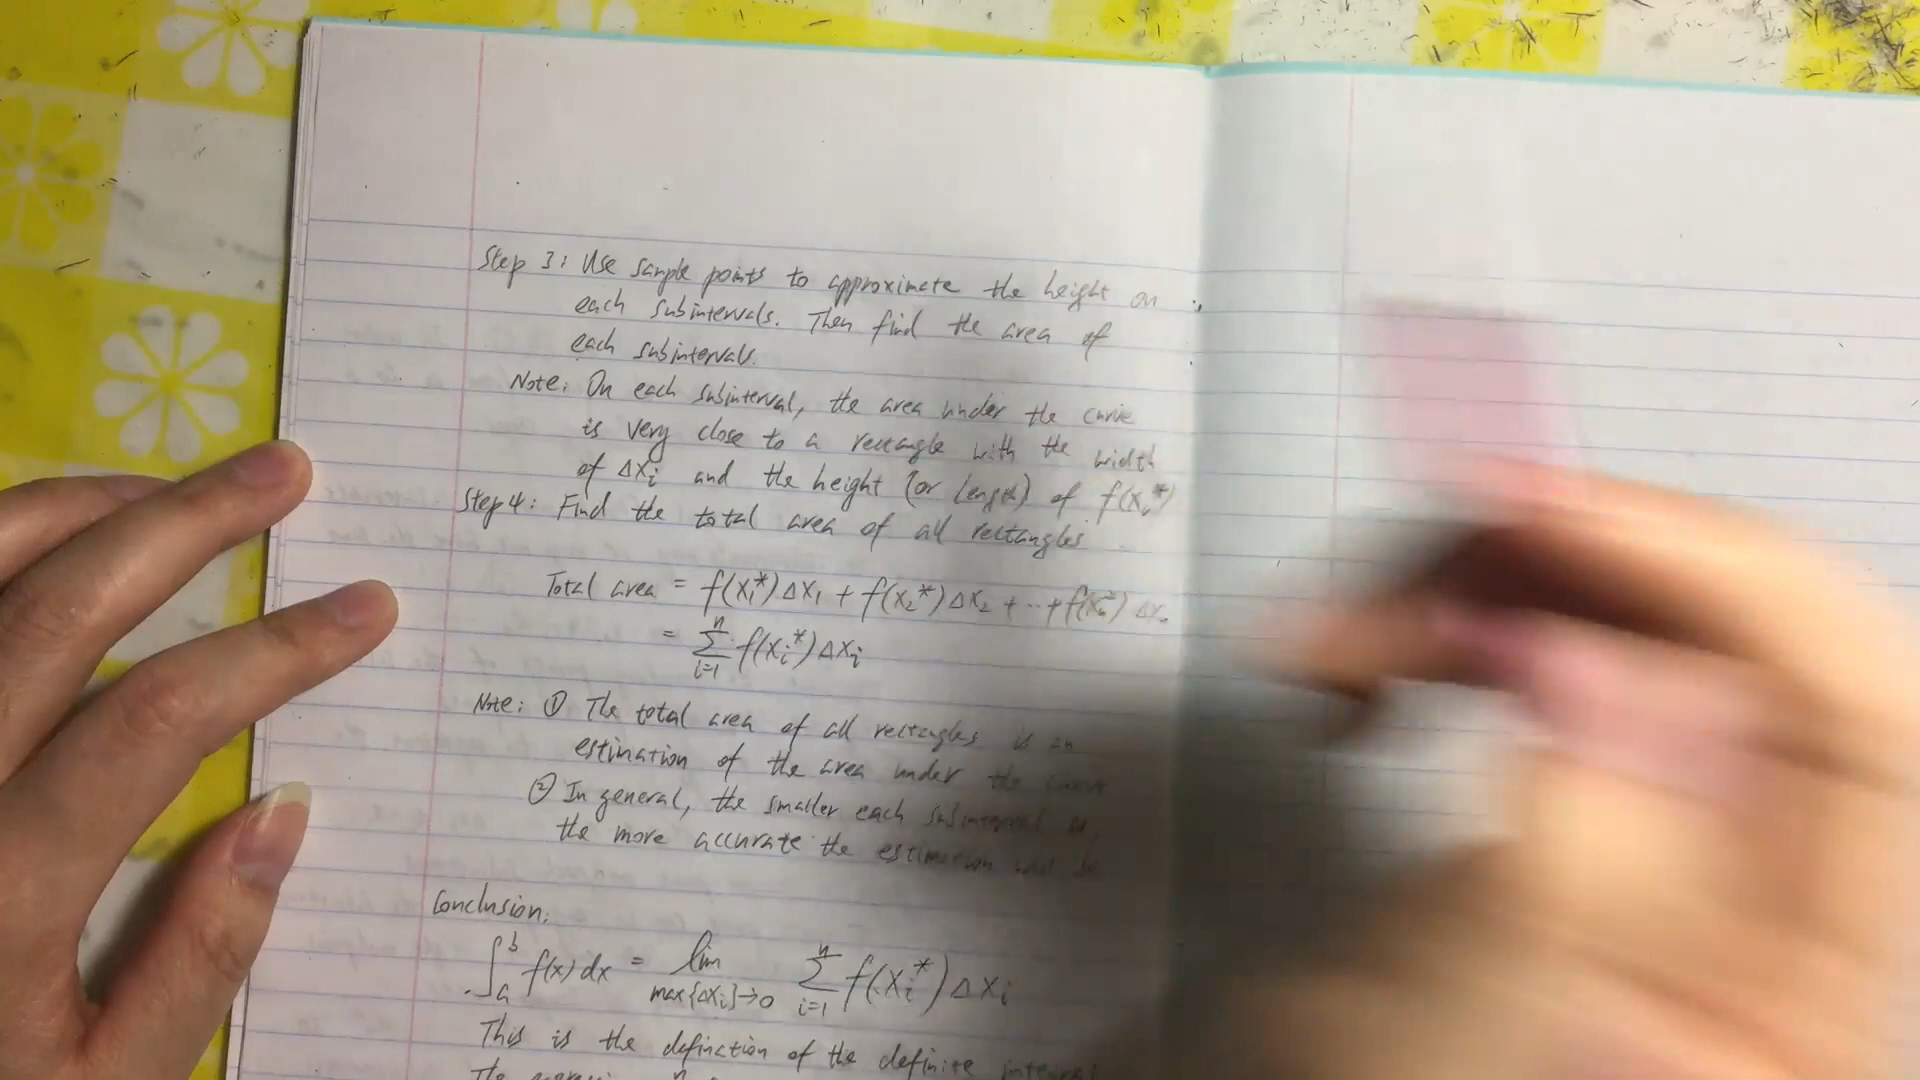 Step 3: Use sample points to approximate the height on
each subintervals. Then find the area of
each subintervals.
Note: On each subinterval, the area under the curve
is very close to a rectangle with the width
of Δxi and the height (or length) of f(xi*)
Step 4: Find the total area of all rectangles
Total area = f(x1*)Δx1 + f(x2*)Δx2 + ... + f(xn*)Δxn
= ∑_{i=1}^{n} f(xi*)Δxi
Note: ① The total area of all rectangles is an
estimation of the area under the curve
② In general, the smaller each subinterval is,
the more accurate the estimation will be
Conclusion:
∫_a^b f(x)dx = lim_{max{Δxi}→0} ∑_{i=1}^{n} f(xi*)Δxi
This is the definction of the definite integral
The